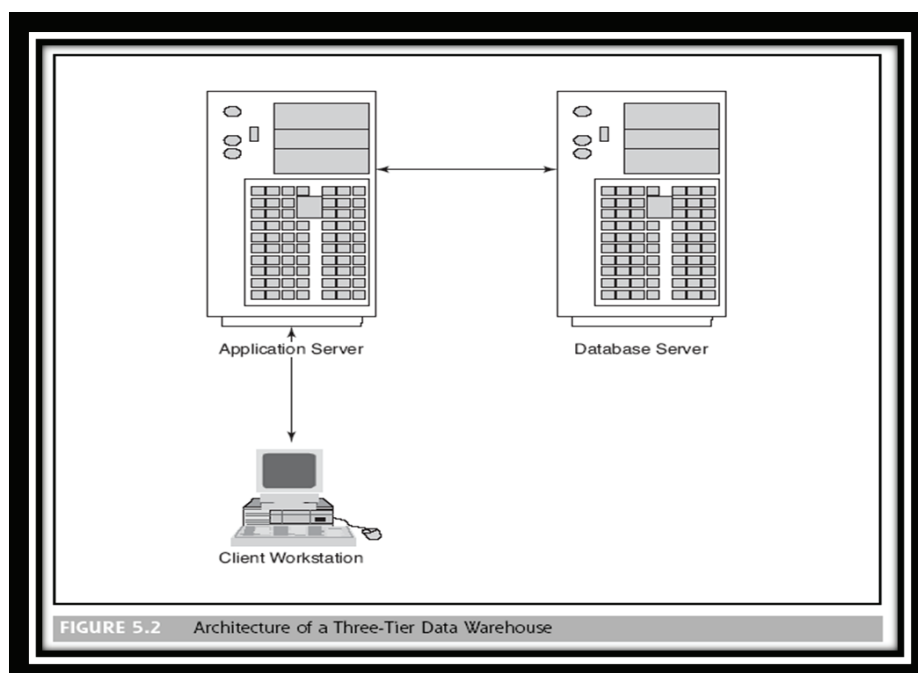 Application Server
Database Server
Client Workstation
FIGURE 5.2 Architecture of a Three-Tier Data Warehouse